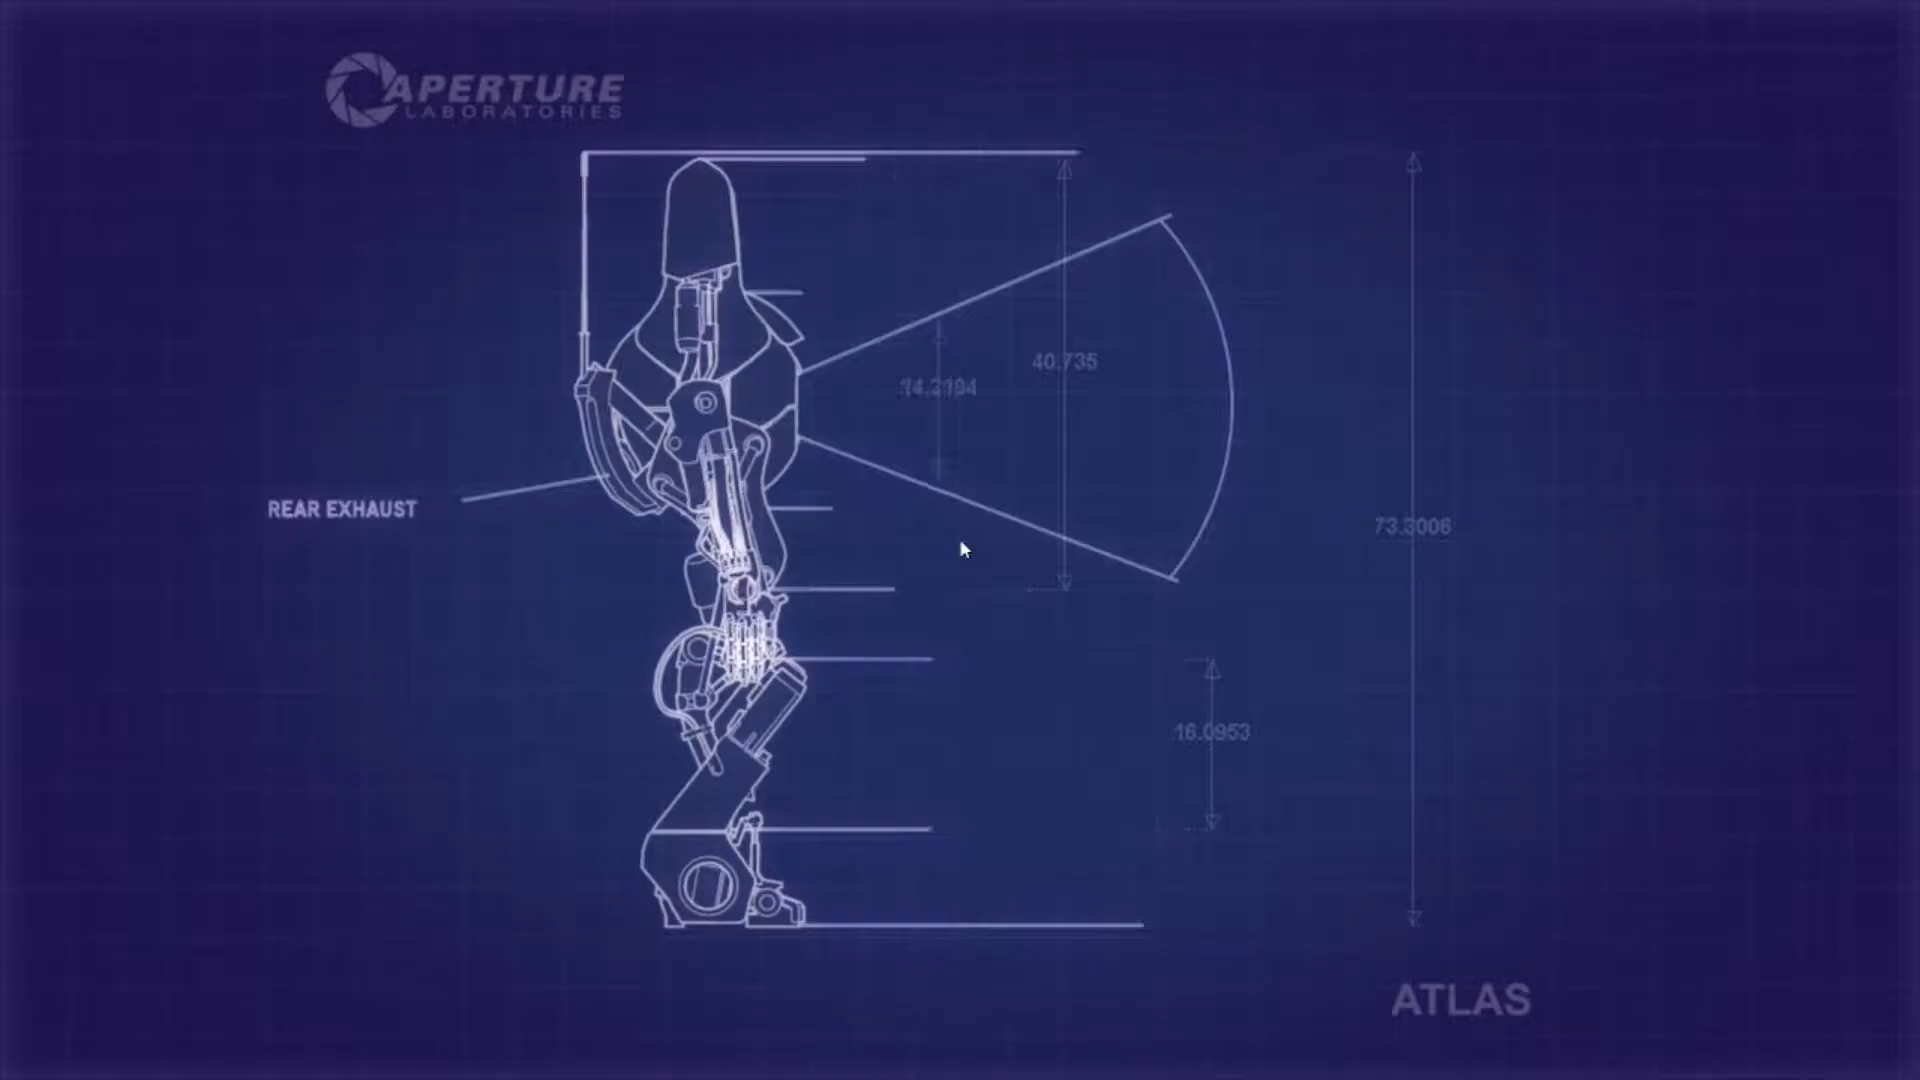 APERTURE
LABORATORIES
40.735
14.2194
REAR EXHAUST
73.3006
16.0953
ATLAS